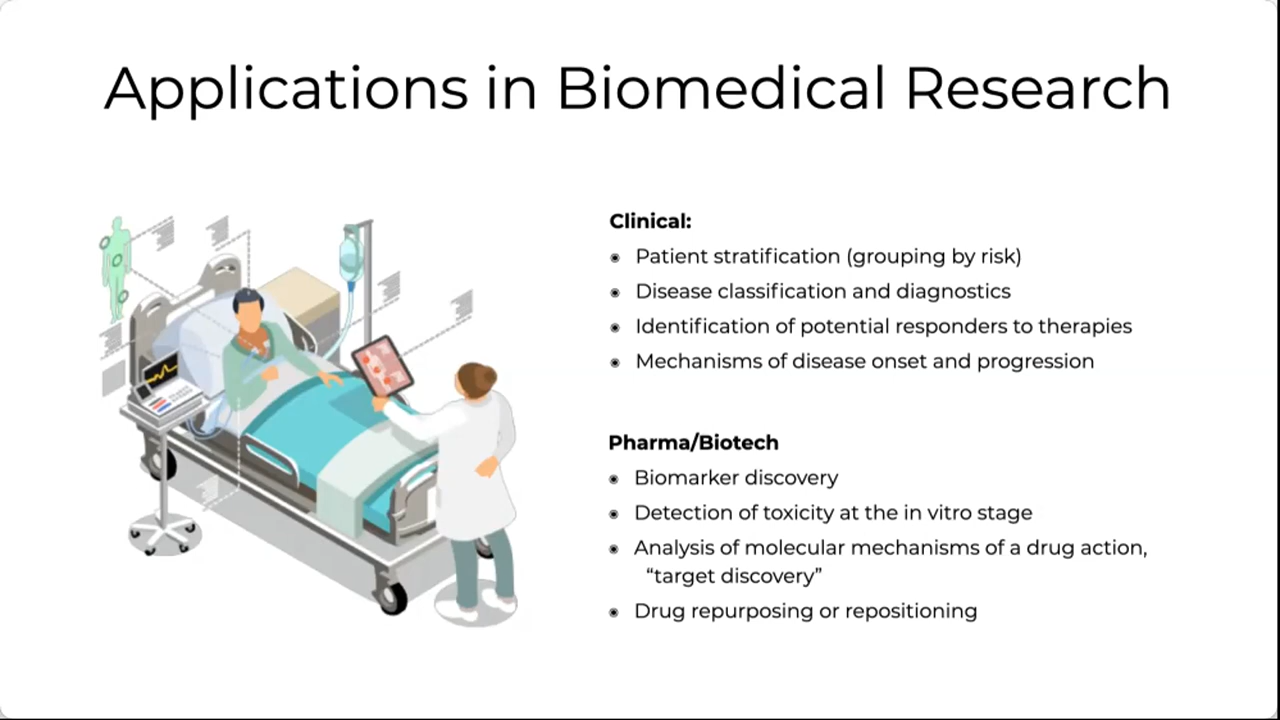 Applications in Biomedical Research
Clinical:
Patient stratification (grouping by risk)
Disease classification and diagnostics
Identification of potential responders to therapies
Mechanisms of disease onset and progression
Pharma/Biotech
Biomarker discovery
Detection of toxicity at the in vitro stage
Analysis of molecular mechanisms of a drug action,
“target discovery”
Drug repurposing or repositioning